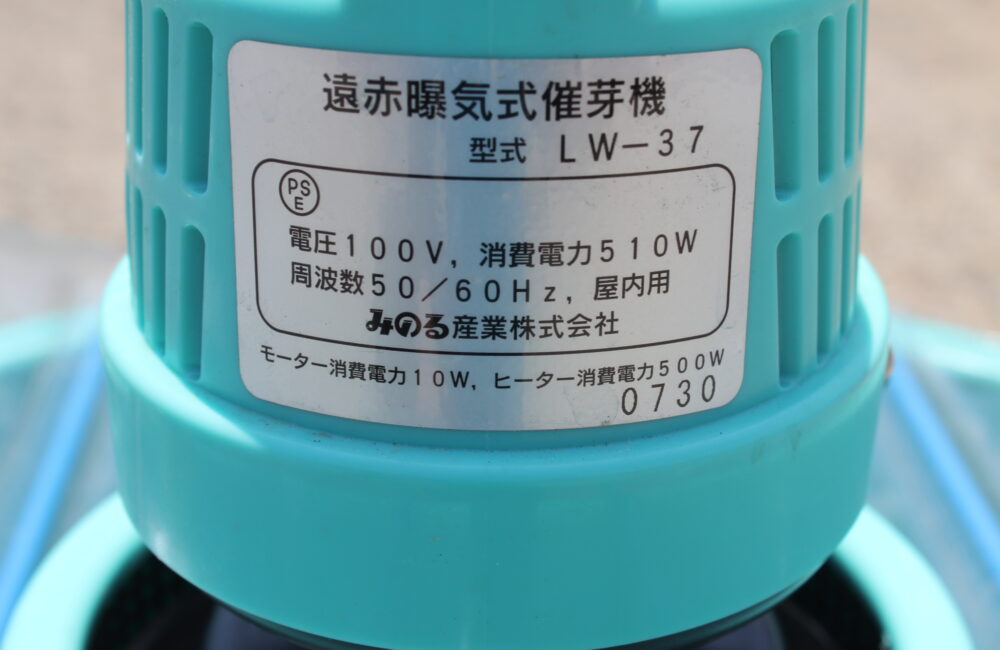 遠赤曝気式催芽機
型式 LW-37
PS
E
電圧100V, 消費電力510W
周波数50/60Hz, 屋内用
みのる産業株式会社
モーター消費電力10W, ヒーター消費電力500W
0730